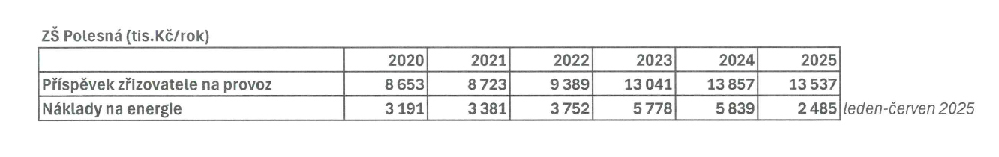 ZŠ Polesná (tis.Kč/rok)
2020 2021 2022 2023 2024 2025
Příspěvek zřizovatele na provoz 8 653 8 723 9 389 13 041 13 857 13 537
Náklady na energie 3 191 3 381 3 752 5 778 5 839 2 485 leden-červen 2025